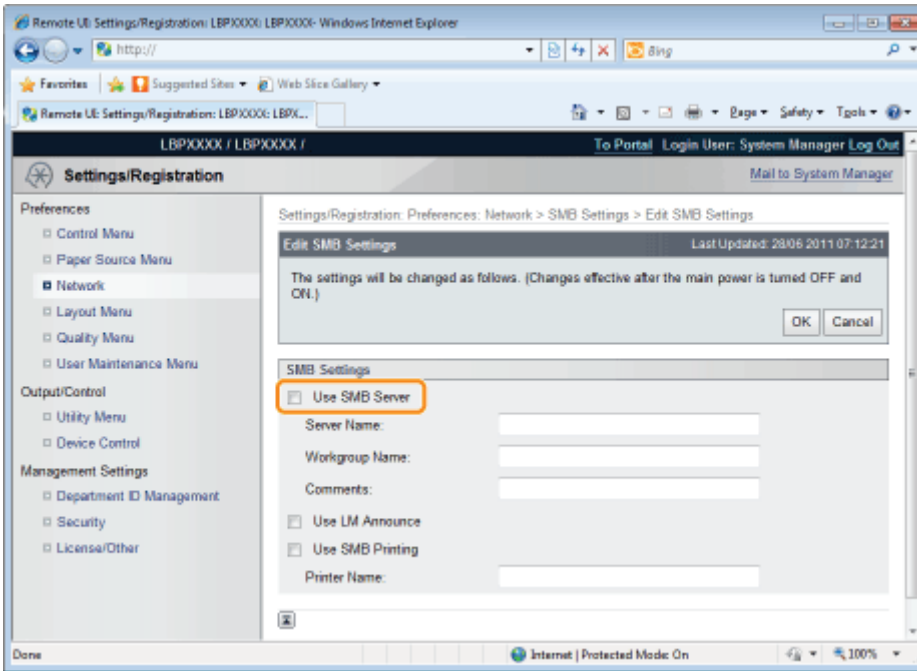 Remote UI: Settings/Registration: LBPXXXX: LBPXXXX- Windows Internet Explorer
http://
Bing
Favorites
Suggested Sites
Web Slice Gallery
Remote UI: Settings/Registration: LBPXXXX: LBPX...
Page Safety Tools
LBPXXXX / LBPXXXX /
To Portal Login User: System Manager Log Out
Settings/Registration
Mail to System Manager
Preferences
Control Menu
Paper Source Menu
Network
Layout Menu
Quality Menu
User Maintenance Menu
Output/Control
Utility Menu
Device Control
Management Settings
Department ID Management
Security
License/Other
Settings/Registration: Preferences: Network > SMB Settings > Edit SMB Settings
Edit SMB Settings
Last Updated: 28/06 2011 07:12:21
The settings will be changed as follows. (Changes effective after the main power is turned OFF and
ON.)
OK Cancel
SMB Settings
Use SMB Server
Server Name:
Workgroup Name:
Comments:
Use LM Announce
Use SMB Printing
Printer Name:
Done
Internet | Protected Mode: On
100%